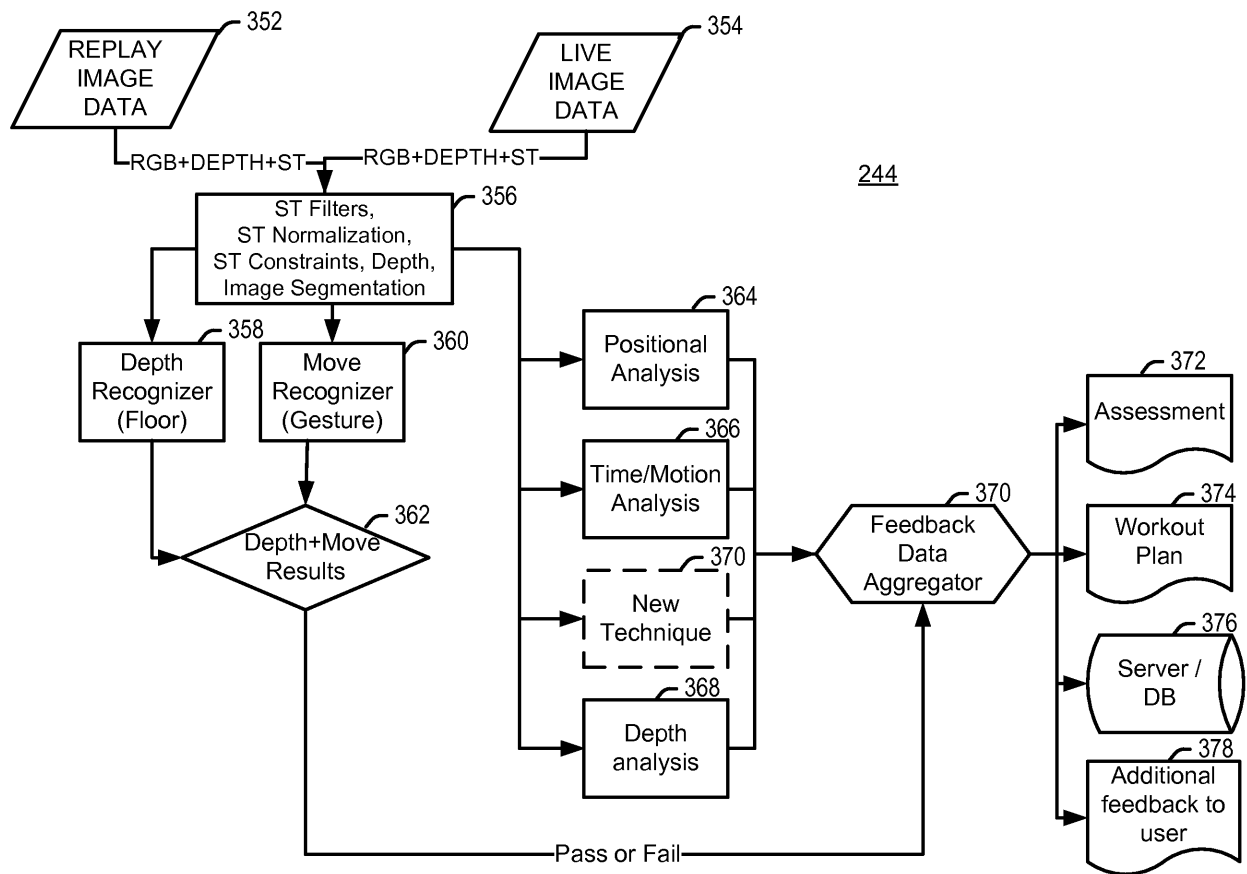 352
REPLAY
IMAGE
DATA
354
LIVE
IMAGE
DATA
RGB+DEPTH+ST
RGB+DEPTH+ST
244
356
ST Filters,
ST Normalization,
ST Constraints, Depth,
Image Segmentation
358
Depth
Recognizer
(Floor)
360
Move
Recognizer
(Gesture)
362
Depth+Move
Results
364
Positional
Analysis
366
Time/Motion
Analysis
370
New
Technique
368
Depth
analysis
370
Feedback
Data
Aggregator
Pass or Fail
372
Assessment
374
Workout
Plan
376
Server /
DB
378
Additional
feedback to
user